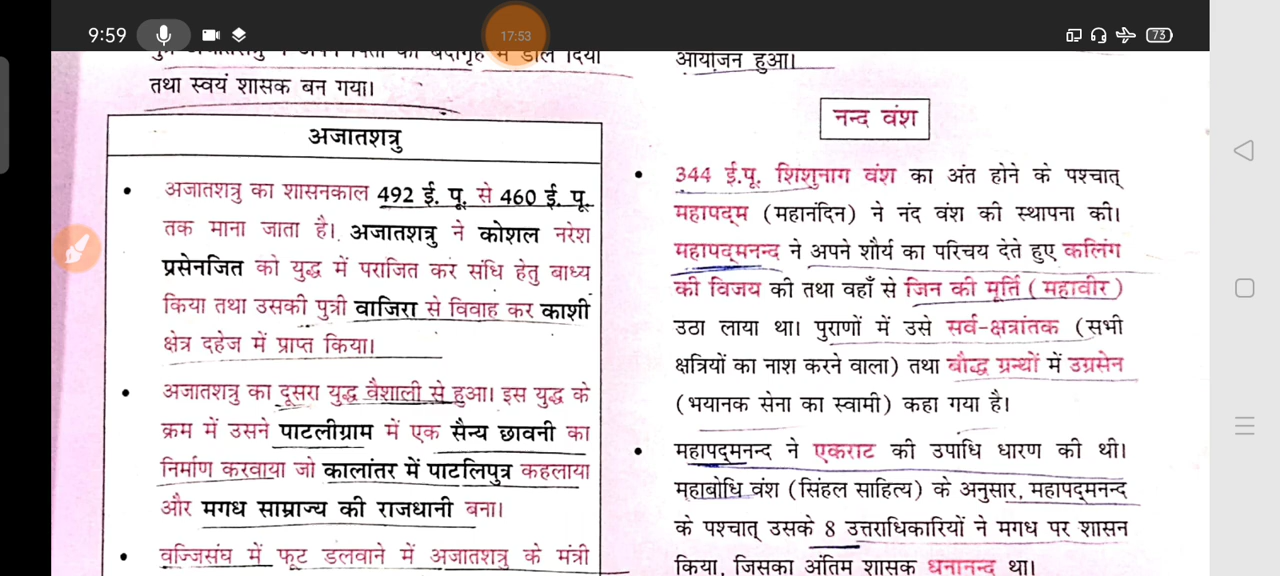 9:59
17:53
73
तथा स्वयं शासक बन गया।
अजातशत्रु
• अजातशत्रु का शासनकाल 492 ई. पू. से 460 ई. पू.
तक माना जाता है। अजातशत्रु ने कोशल नरेश
प्रसेनजित को युद्ध में पराजित कर संधि हेतु बाध्य
किया तथा उसकी पुत्री वाजिरा से विवाह कर काशी
क्षेत्र दहेज में प्राप्त किया।
• अजातशत्रु का दूसरा युद्ध वैशाली से हुआ। इस युद्ध के
क्रम में उसने पाटलीग्राम में एक सैन्य छावनी का
निर्माण करवाया जो कालांतर में पाटलिपुत्र कहलाया
और मगध साम्राज्य की राजधानी बना।
• वज्जिसंघ में फूट डलवाने में अजातशत्रु के मंत्री
आयोजन हुआ।
नन्द वंश
• 344 ई.पू. शिशुनाग वंश का अंत होने के पश्चात्
महापद्म (महानंदिन) ने नंद वंश की स्थापना की।
महापद्मनन्द ने अपने शौर्य का परिचय देते हुए कलिंग
की विजय की तथा वहाँ से जिन की मूर्ति (महावीर)
उठा लाया था। पुराणों में उसे सर्व-क्षत्रांतक (सभी
क्षत्रियों का नाश करने वाला) तथा बौद्ध ग्रन्थों में उग्रसेन
(भयानक सेना का स्वामी) कहा गया है।
• महापद्मनन्द ने एकराट की उपाधि धारण की थी।
महाबोधि वंश (सिंहल साहित्य) के अनुसार, महापद्मनन्द
के पश्चात् उसके 8 उत्तराधिकारियों ने मगध पर शासन
किया, जिसका अंतिम शासक धनानन्द था।